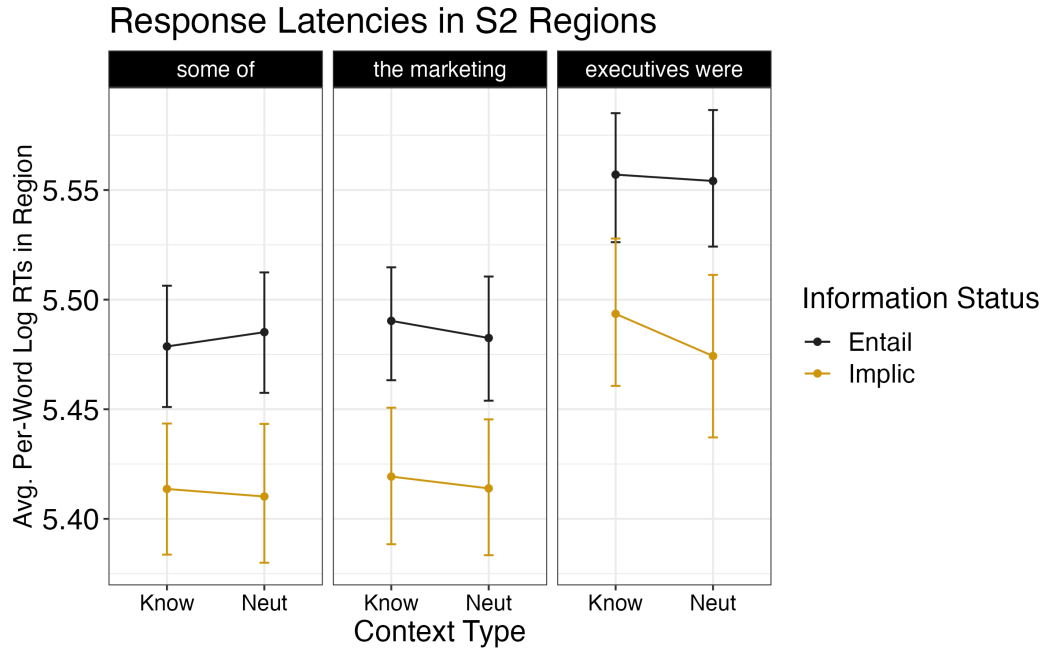 Response Latencies in S2 Regions
some of
the marketing
executives were
Avg. Per-Word Log RTs in Region
5.55
5.50
5.45
5.40
Know
Neut
Know
Neut
Know
Neut
Context Type
Information Status
Entail
Implic